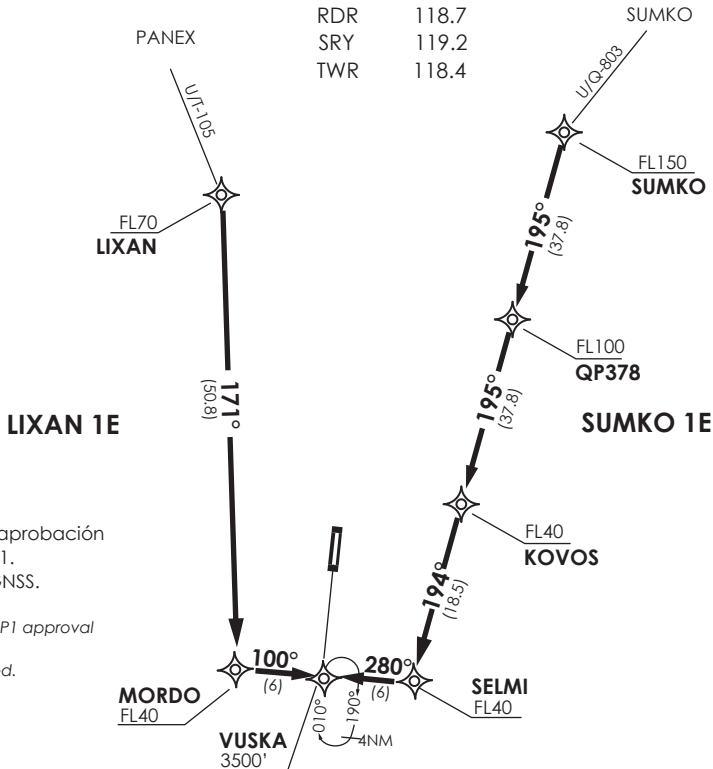 RDR 118.7
SRY 119.2
TWR 118.4
PANEX
SUMKO
U/T-105
U/Q-803
FL150
SUMKO
FL70
LIXAN
195°
(37.8)
FL100
QP378
171°
(50.8)
195°
(37.8)
LIXAN 1E
SUMKO 1E
FL40
KOVOS
aprobación
1.
NSS.
P1 approval
d.
194°
(18.5)
100°
(6)
280°
(6)
MORDO
FL40
SELMI
FL40
010°
190°
4NM
VUSKA
3500'